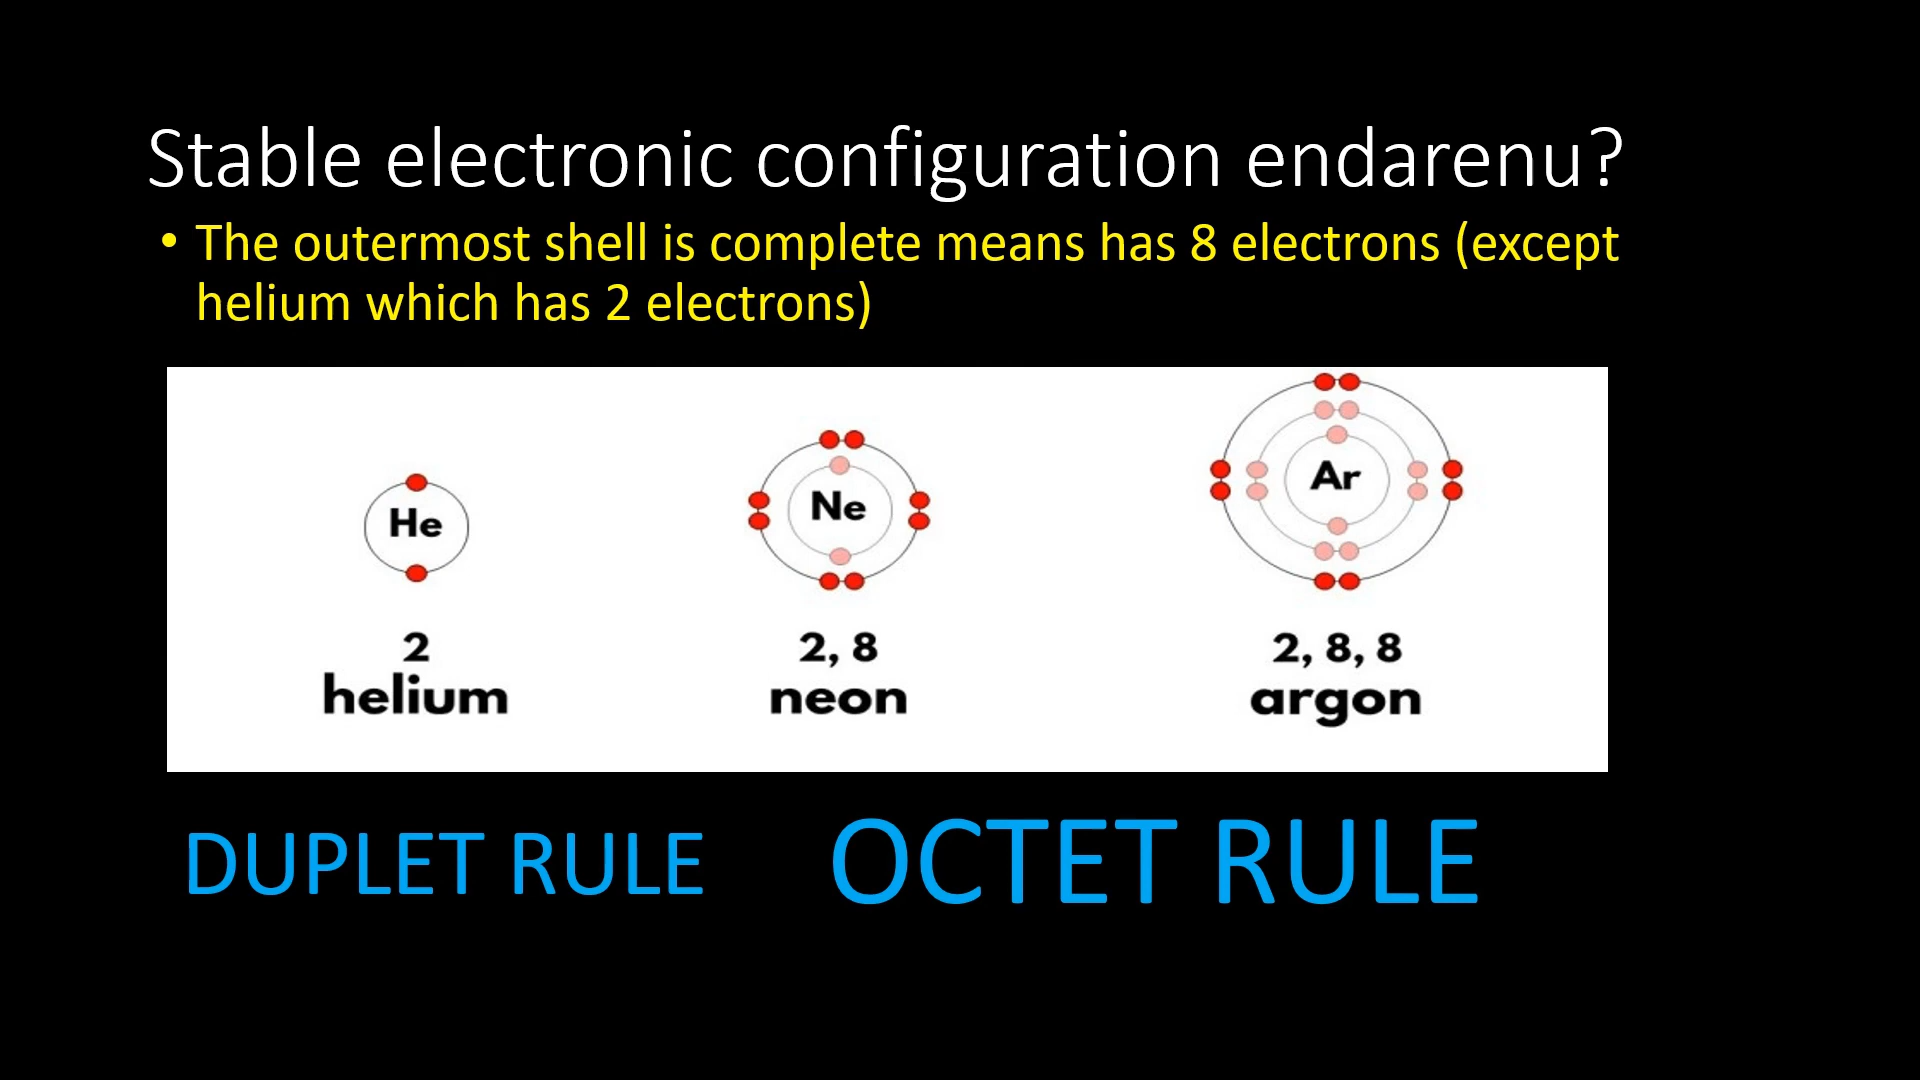 Stable electronic configuration endarenu?
• The outermost shell is complete means has 8 electrons (except
helium which has 2 electrons)
He
Ne
Ar
2
2, 8
2, 8, 8
helium
neon
argon
DUPLET RULE
OCTET RULE